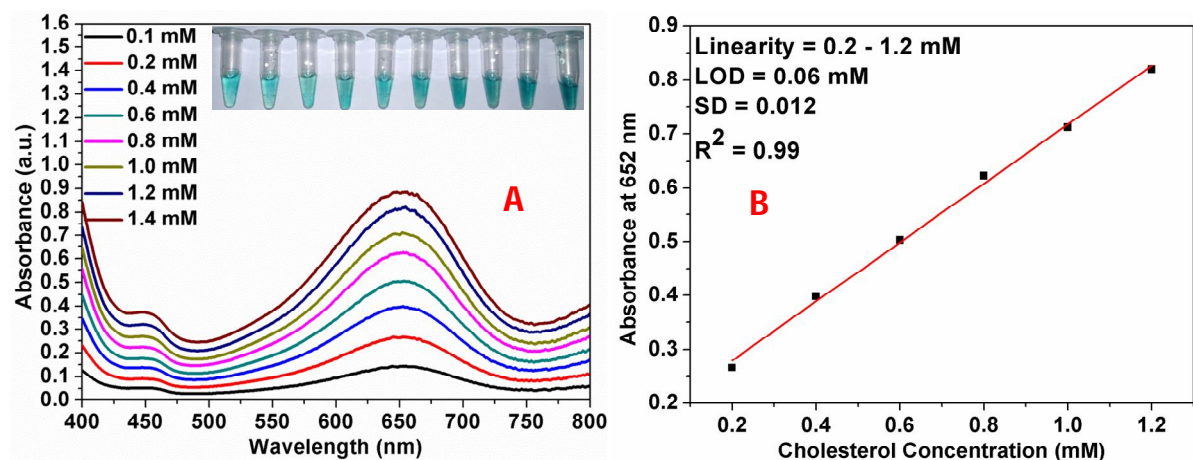 Absorbance (a.u.)
1.6
1.5
1.4
1.3
1.2
1.1
1.0
0.9
0.8
0.7
0.6
0.5
0.4
0.3
0.2
0.1
0.0
0.1 mM
0.2 mM
0.4 mM
0.6 mM
0.8 mM
1.0 mM
1.2 mM
1.4 mM
A
400 450 500 550 600 650 700 750 800
Wavelength (nm)
Absorbance at 652 nm
0.9
0.8
0.7
0.6
0.5
0.4
0.3
0.2
Linearity = 0.2 - 1.2 mM
LOD = 0.06 mM
SD = 0.012
R² = 0.99
B
0.2 0.4 0.6 0.8 1.0 1.2
Cholesterol Concentration (mM)